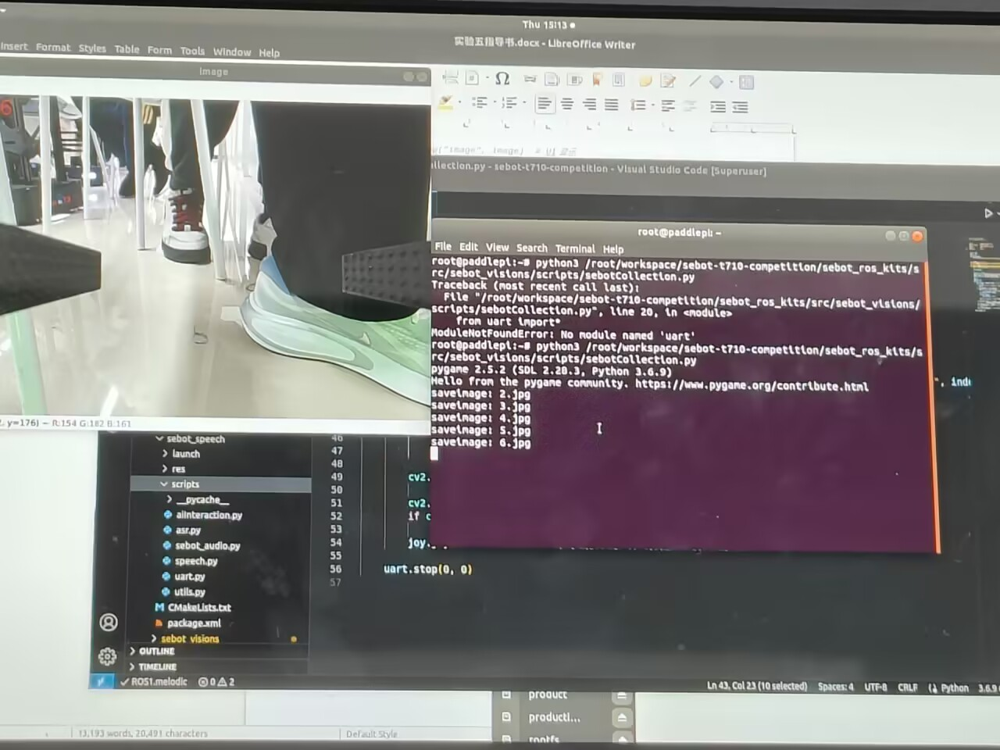 Thu 15:13
实验五指导书.docx - LibreOffice Writer
Insert Format Styles Table Form Tools Window Help
Image
("Image", image) # UI 显示
llection.py - sebot-t710-competition - Visual Studio Code [Superuser]
root@paddlepi: ~
File Edit View Search Terminal Help
root@paddlepi:~# python3 /root/workspace/sebot-t710-competition/sebot_ros_kits/s
rc/sebot_visions/scripts/sebotCollection.py
Traceback (most recent call last):
File "/root/workspace/sebot-t710-competition/sebot_ros_kits/src/sebot_visions/
scripts/sebotCollection.py", line 20, in <module>
from uart import*
ModuleNotFoundError: No module named 'uart'
root@paddlepi:~# python3 /root/workspace/sebot-t710-competition/sebot_ros_kits/s
rc/sebot_visions/scripts/sebotCollection.py
pygame 2.5.2 (SDL 2.28.3, Python 3.6.9)
Hello from the pygame community. https://www.pygame.org/contribute.html
saveimage: 2.jpg
saveimage: 3.jpg
saveimage: 4.jpg
saveimage: 5.jpg
saveimage: 6.jpg
", ind
y=176) ~ R:154 G:182 B:161
sebot_speech
launch
res
scripts
__pycache__
aiinteraction.py
asr.py
sebot_audio.py
speech.py
uart.py
utils.py
CMakeLists.txt
package.xml
sebot_visions
OUTLINE
TIMELINE
46
47
48
49 cv2.
50
51 cv2.
52 if c
53
54 joy.
55
56 uart.stop(0, 0)
57
ROS1.melodic 0 2
Ln 43, Col 23 (10 selected) Spaces: 4 UTF-8 CRLF Python 3.6.9
product
producti...
rootfs
13,193 words, 20,491 characters Default Style